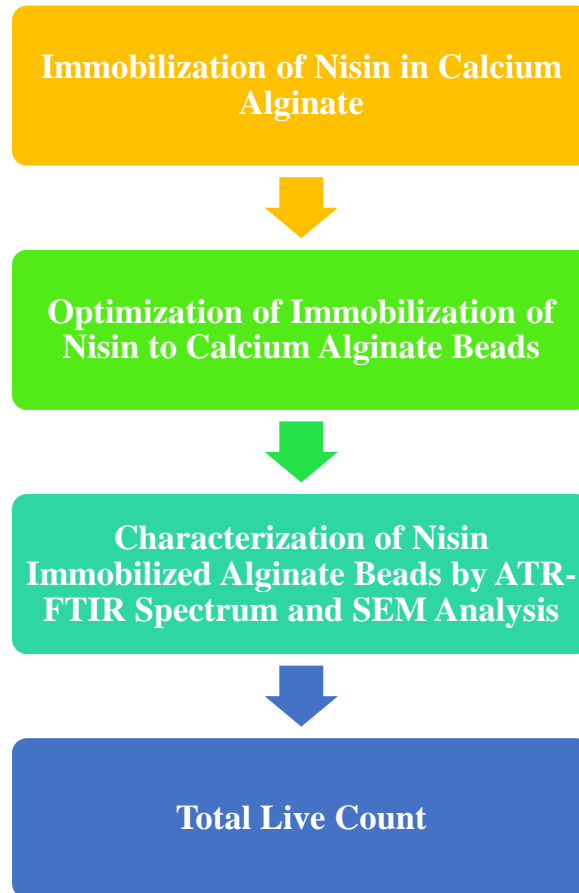 Immobilization of Nisin in Calcium
Alginate
Optimization of Immobilization of
Nisin to Calcium Alginate Beads
Characterization of Nisin
Immobilized Alginate Beads by ATR-
FTIR Spectrum and SEM Analysis
Total Live Count